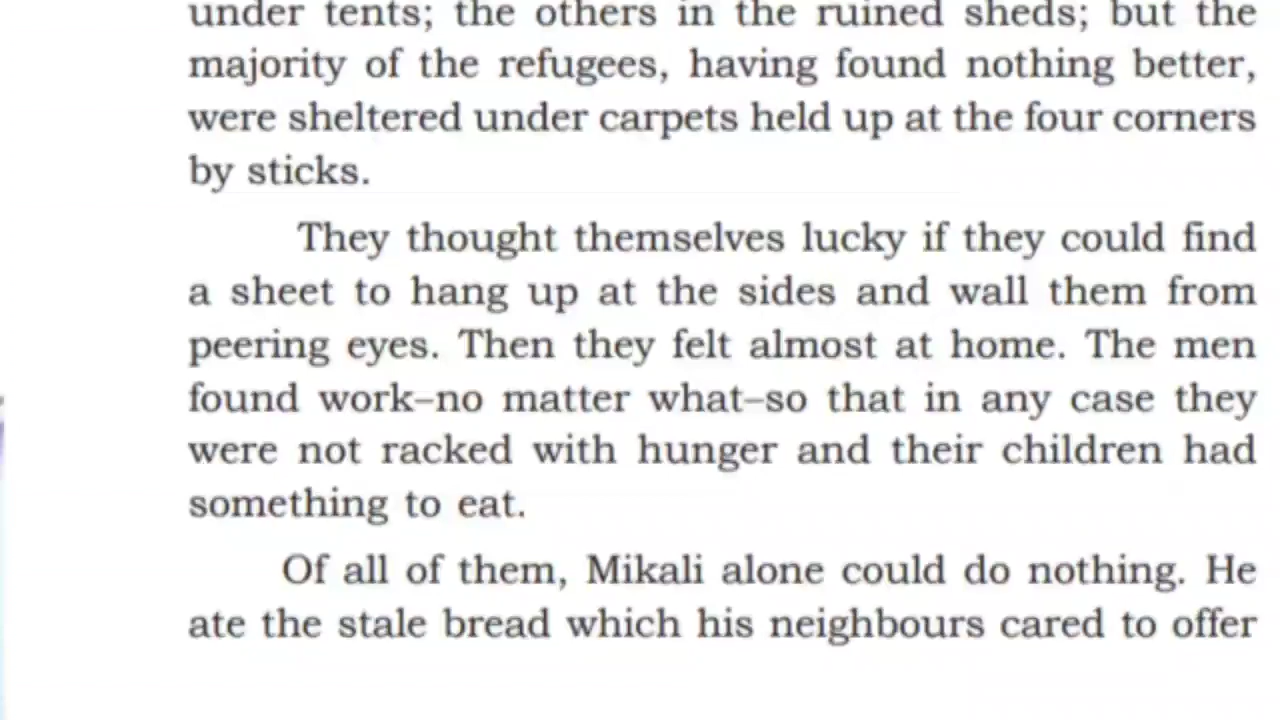 under tents; the others in the ruined sheds; but the
majority of the refugees, having found nothing better,
were sheltered under carpets held up at the four corners
by sticks.
They thought themselves lucky if they could find
a sheet to hang up at the sides and wall them from
peering eyes. Then they felt almost at home. The men
found work–no matter what–so that in any case they
were not racked with hunger and their children had
something to eat.
Of all of them, Mikali alone could do nothing. He
ate the stale bread which his neighbours cared to offer